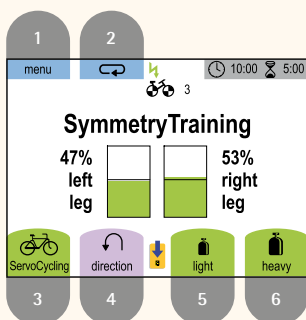 1 2
menu 10:00 5:00
3
SymmetryTraining
47% 53%
left right
leg leg
ServoCycling direction light heavy
3 4 5 6